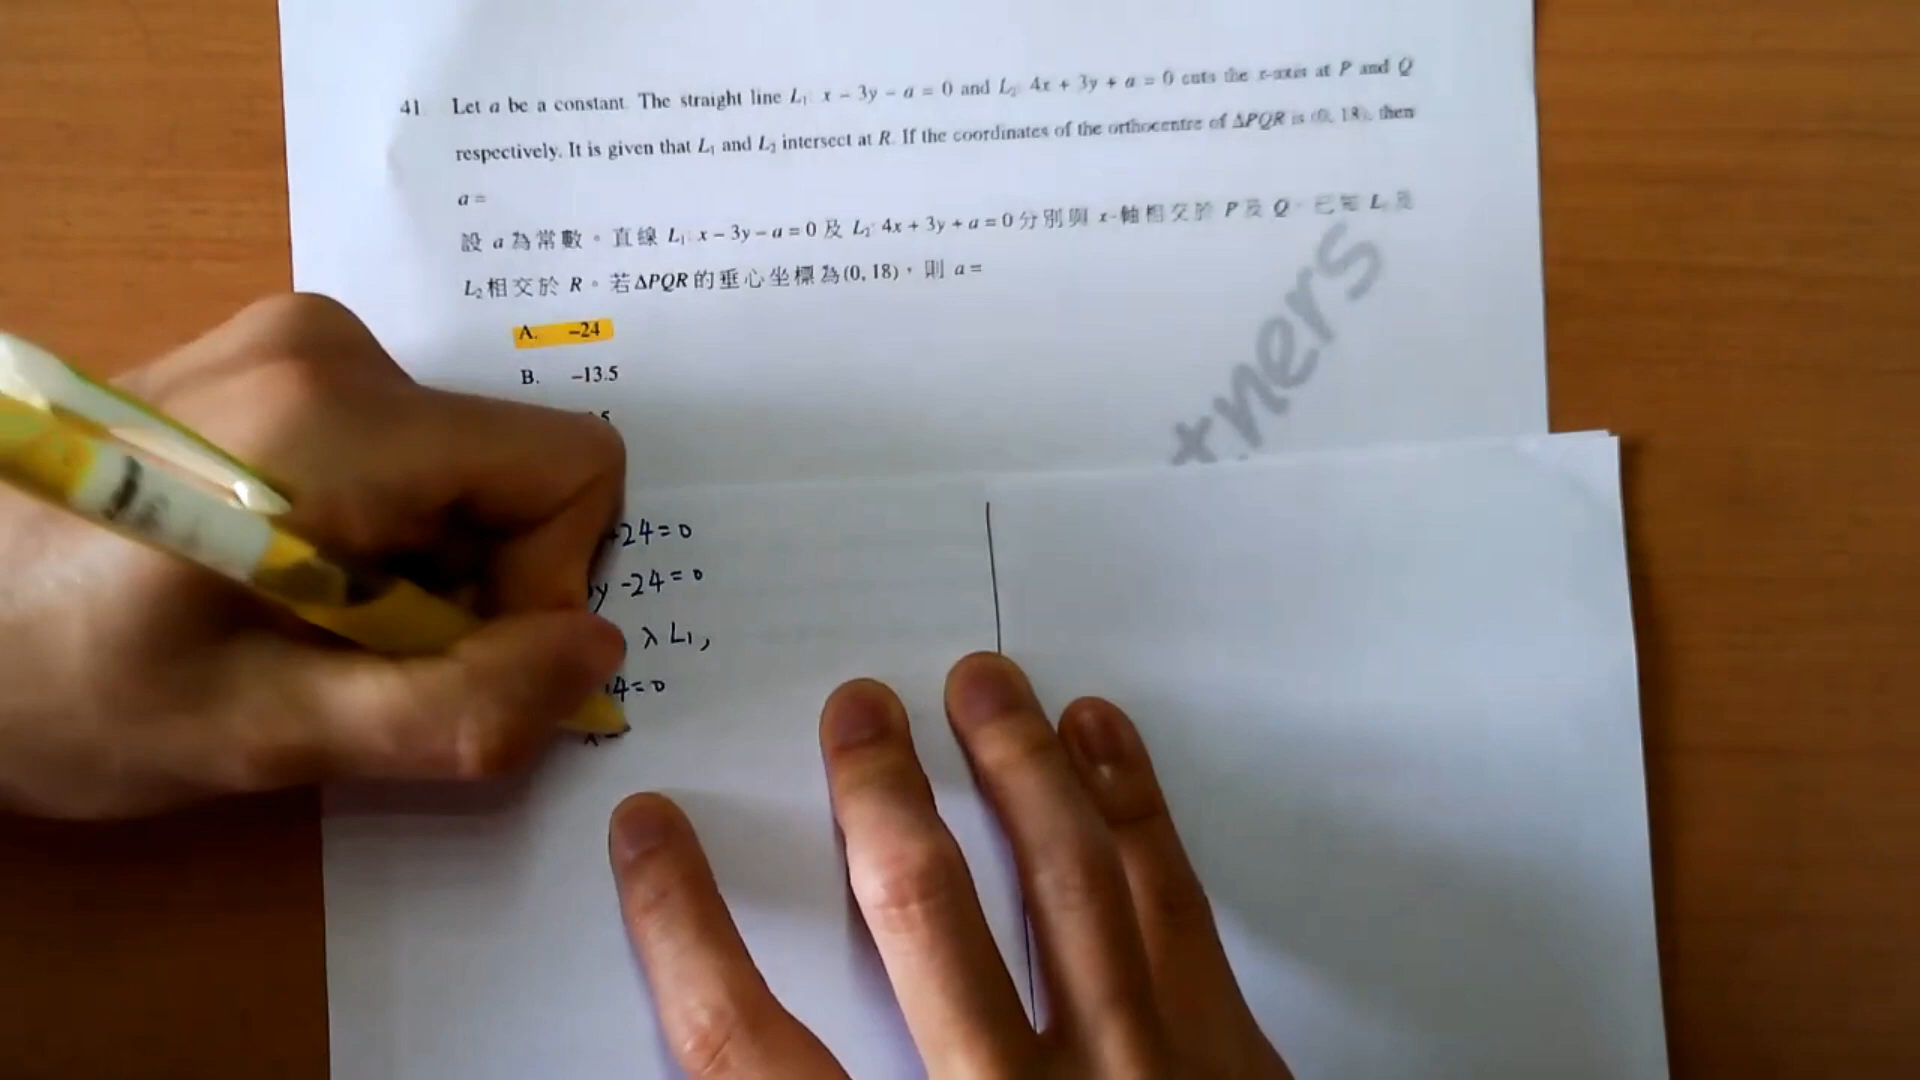 41. Let a be a constant. The straight line L₁: x – 3y – a = 0 and L₂: 4x + 3y + a = 0 cuts the x-axis at P and Q
respectively. It is given that L₁ and L₂ intersect at R. If the coordinates of the orthocentre of ΔPQR is (0, 18), then
a =
設 a 為常數。直線 L₁: x – 3y – a = 0 及 L₂: 4x + 3y + a = 0 分別與 x-軸相交於 P 及 Q。已知 L₁ 及
L₂ 相交於 R。若 ΔPQR 的垂心坐標為 (0, 18)，則 a =
A. –24
B. –13.5
5
+24=0
y -24=0
λ L₁,
4=0
tners